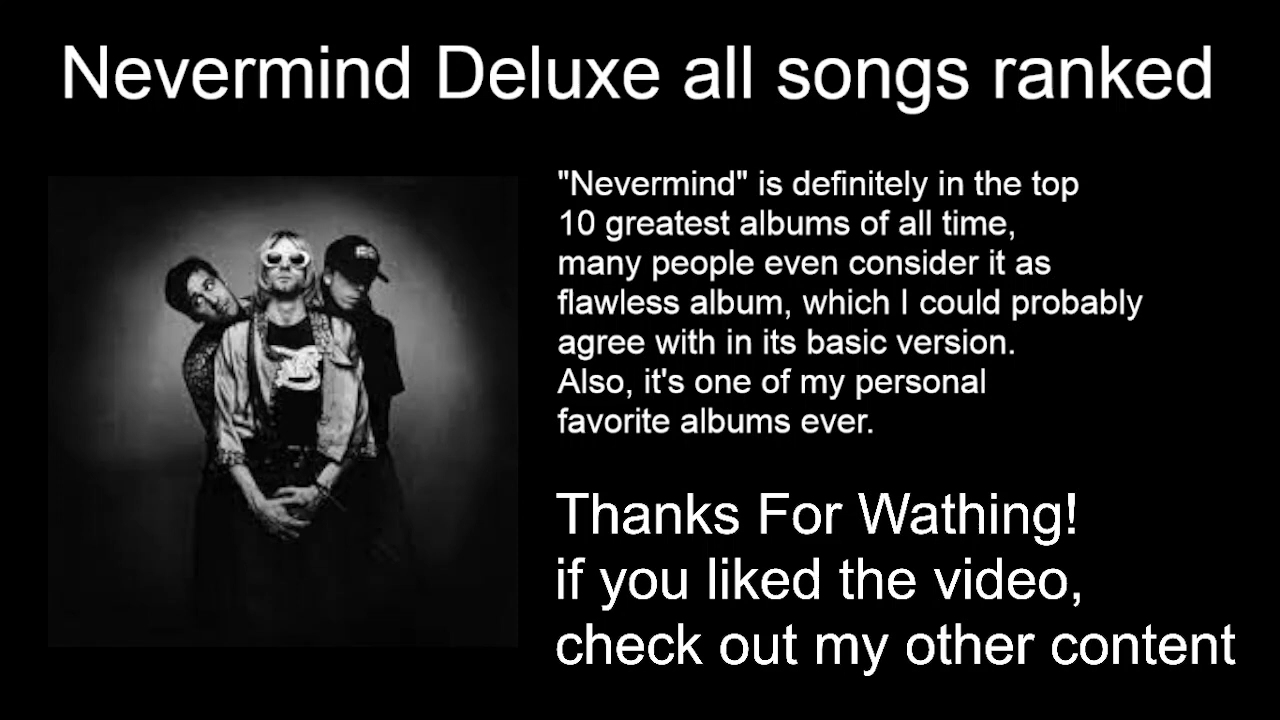 Nevermind Deluxe all songs ranked
"Nevermind" is definitely in the top
10 greatest albums of all time,
many people even consider it as
flawless album, which I could probably
agree with in its basic version.
Also, it's one of my personal
favorite albums ever.
Thanks For Wathing!
if you liked the video,
check out my other content